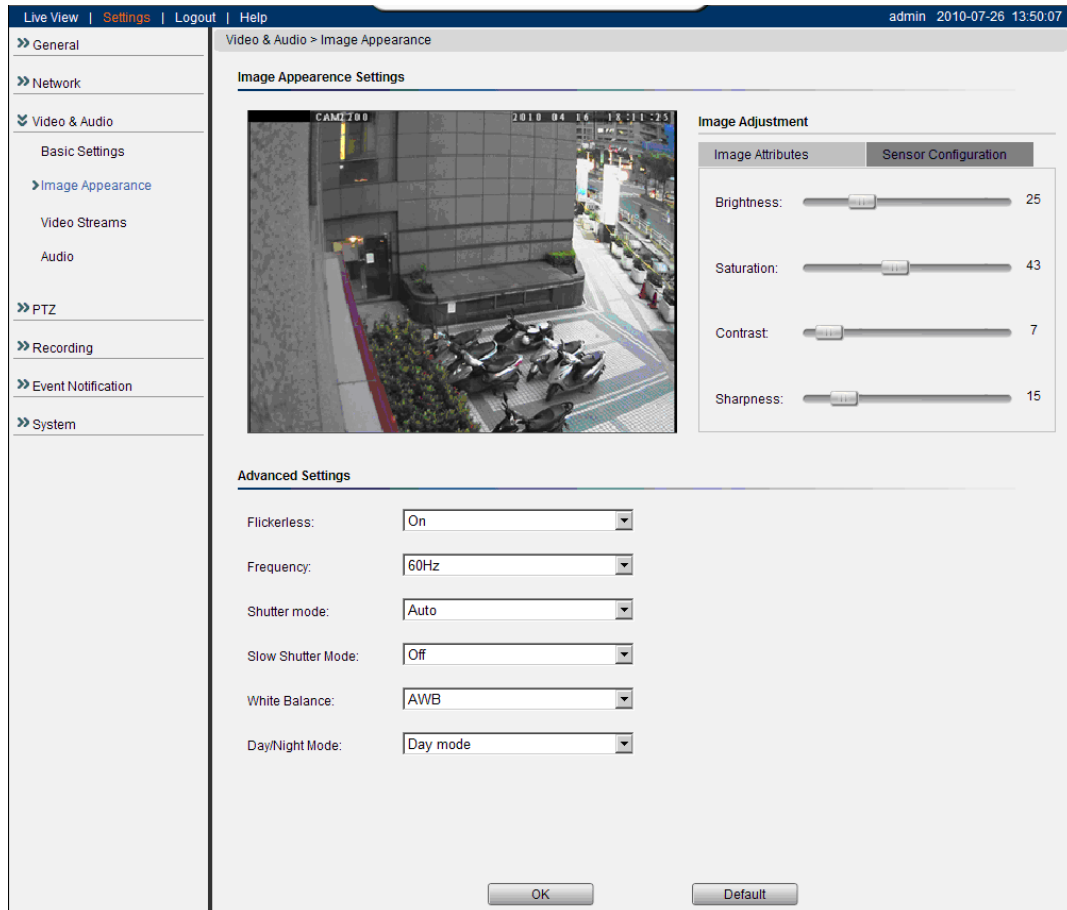 Live View | Settings | Logout | Help
admin 2010-07-26 13:50:07
General
Network
Video & Audio
Basic Settings
Image Appearance
Video Streams
Audio
PTZ
Recording
Event Notification
System
Video & Audio > Image Appearance
Image Appearence Settings
CAM2200 2010 04 16 18:11:25
Image Adjustment
Image Attributes Sensor Configuration
Brightness: 25
Saturation: 43
Contrast: 7
Sharpness: 15
Advanced Settings
Flickerless: On
Frequency: 60Hz
Shutter mode: Auto
Slow Shutter Mode: Off
White Balance: AWB
Day/Night Mode: Day mode
OK Default